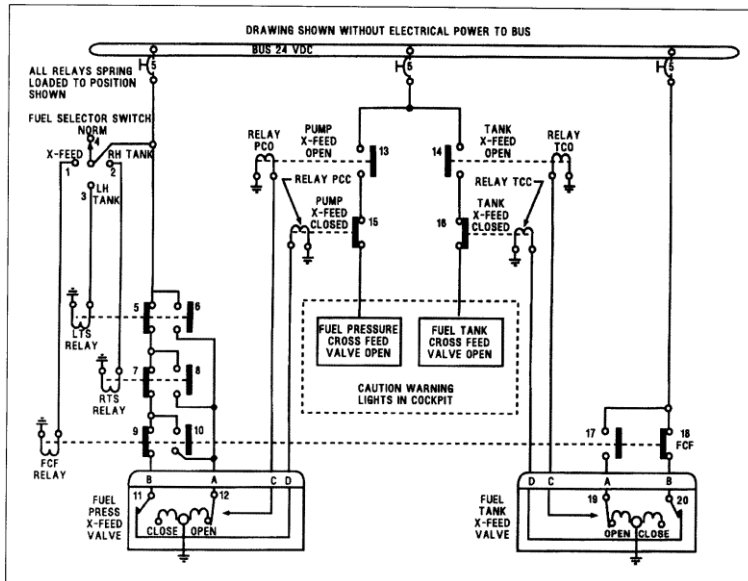 DRAWING SHOWN WITHOUT ELECTRICAL POWER TO BUS
BUS 24 VDC
5
5
5
ALL RELAYS SPRING
LOADED TO POSITION
SHOWN
FUEL SELECTOR SWITCH
NORM
4
X-FEED
1
RH TANK
2
3
LH
TANK
RELAY
PCO
PUMP
X-FEED
OPEN
13
14
TANK
X-FEED
OPEN
RELAY
TCO
RELAY PCC
RELAY TCC
PUMP
X-FEED
CLOSED
15
16
TANK
X-FEED
CLOSED
5
6
LTS
RELAY
7
8
RTS
RELAY
9
10
FCF
RELAY
FUEL PRESSURE
CROSS FEED
VALVE OPEN
FUEL TANK
CROSS FEED
VALVE OPEN
CAUTION WARNING
LIGHTS IN COCKPIT
17
18
FCF
B
A
C
D
11
12
FUEL
PRESS
X-FEED
VALVE
CLOSE
OPEN
D
C
A
B
19
20
FUEL
TANK
X-FEED
VALVE
OPEN
CLOSE